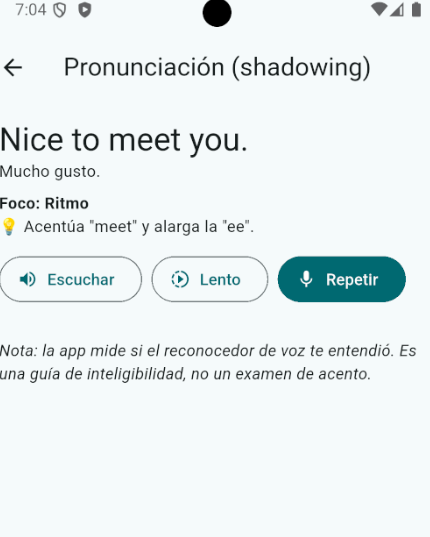 7:04
Pronunciación (shadowing)
Nice to meet you.
Mucho gusto.
Foco: Ritmo
💡 Acentúa "meet" y alarga la "ee".
Escuchar
Lento
Repetir
Nota: la app mide si el reconocedor de voz te entendió. Es
una guía de inteligibilidad, no un examen de acento.